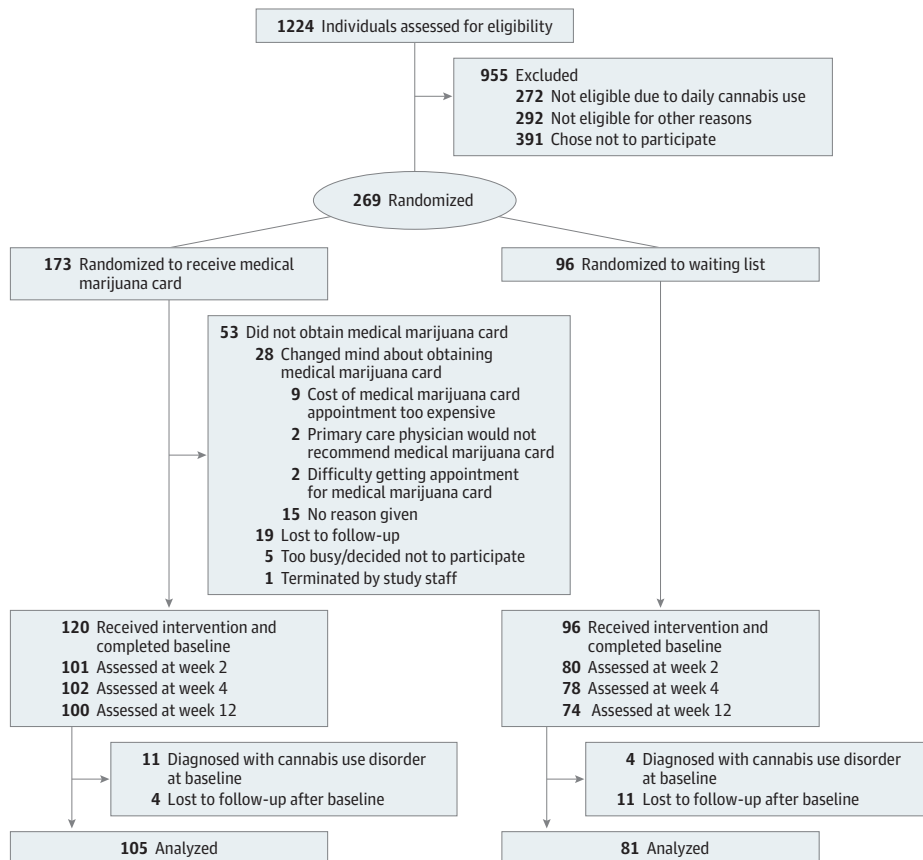 1224 Individuals assessed for eligibility
955 Excluded
272 Not eligible due to daily cannabis use
292 Not eligible for other reasons
391 Chose not to participate
269 Randomized
173 Randomized to receive medical
marijuana card
96 Randomized to waiting list
53 Did not obtain medical marijuana card
28 Changed mind about obtaining
medical marijuana card
9 Cost of medical marijuana card
appointment too expensive
2 Primary care physician would not
recommend medical marijuana card
2 Difficulty getting appointment
for medical marijuana card
15 No reason given
19 Lost to follow-up
5 Too busy/decided not to participate
1 Terminated by study staff
120 Received intervention and
completed baseline
101 Assessed at week 2
102 Assessed at week 4
100 Assessed at week 12
96 Received intervention and
completed baseline
80 Assessed at week 2
78 Assessed at week 4
74 Assessed at week 12
11 Diagnosed with cannabis use disorder
at baseline
4 Lost to follow-up after baseline
4 Diagnosed with cannabis use disorder
at baseline
11 Lost to follow-up after baseline
105 Analyzed
81 Analyzed